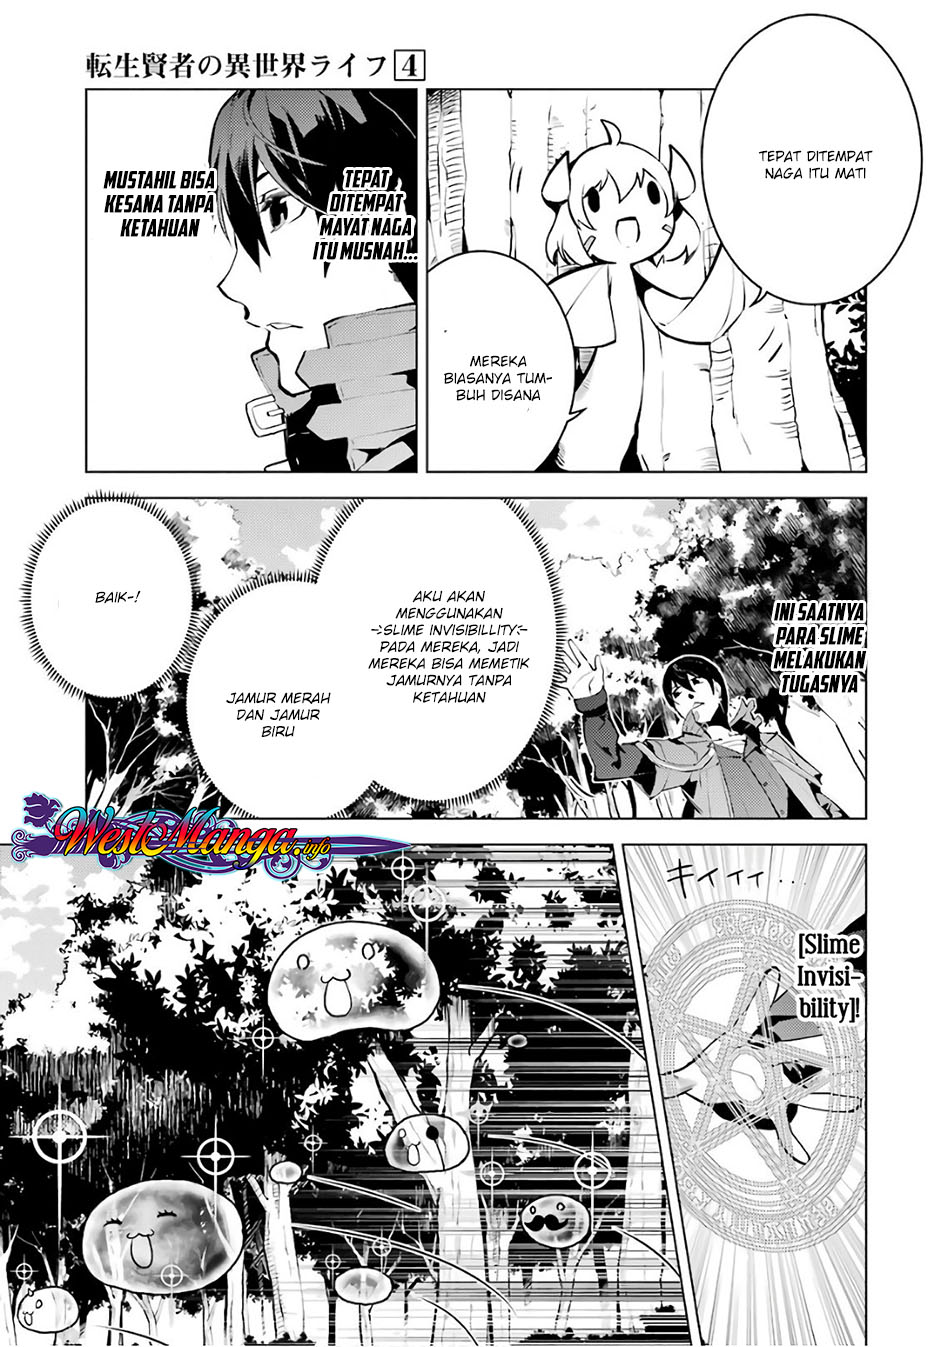 転生賢者の異世界ライフ 4
TEPAT DITEMPAT
NAGA ITU MATI
MEREKA
BIASANYA TUM-
BUH DISANA
TEPAT
DITEMPAT
MAYAT NAGA
ITU MUSNAH...
MUSTAHIL BISA
KESANA TANPA
KETAHUAN
INI SAATNYA
PARA SLIME
MELAKUKAN
TUGASNYA
AKU AKAN
MENGGUNAKAN
->SLIME INVISIBILLITY:-
PADA MEREKA, JADI
MEREKA BISA MEMETIK
JAMURNYA TANPA
KETAHUAN
JAMUR MERAH
DAN JAMUR
BIRU
BAIK-!
WestManga.info
キィィィ...
[Slime
Invisi-
bility]!